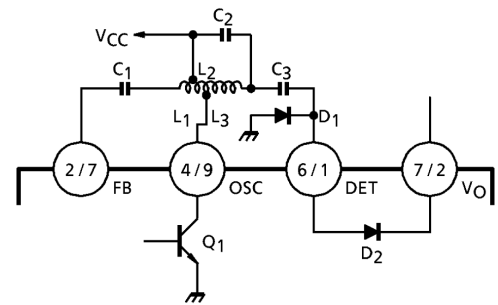 C2
VCC
C1
L2
C3
L1
L3
D1
2 / 7
4 / 9
6 / 1
7 / 2
FB
OSC
DET
VO
Q1
D2